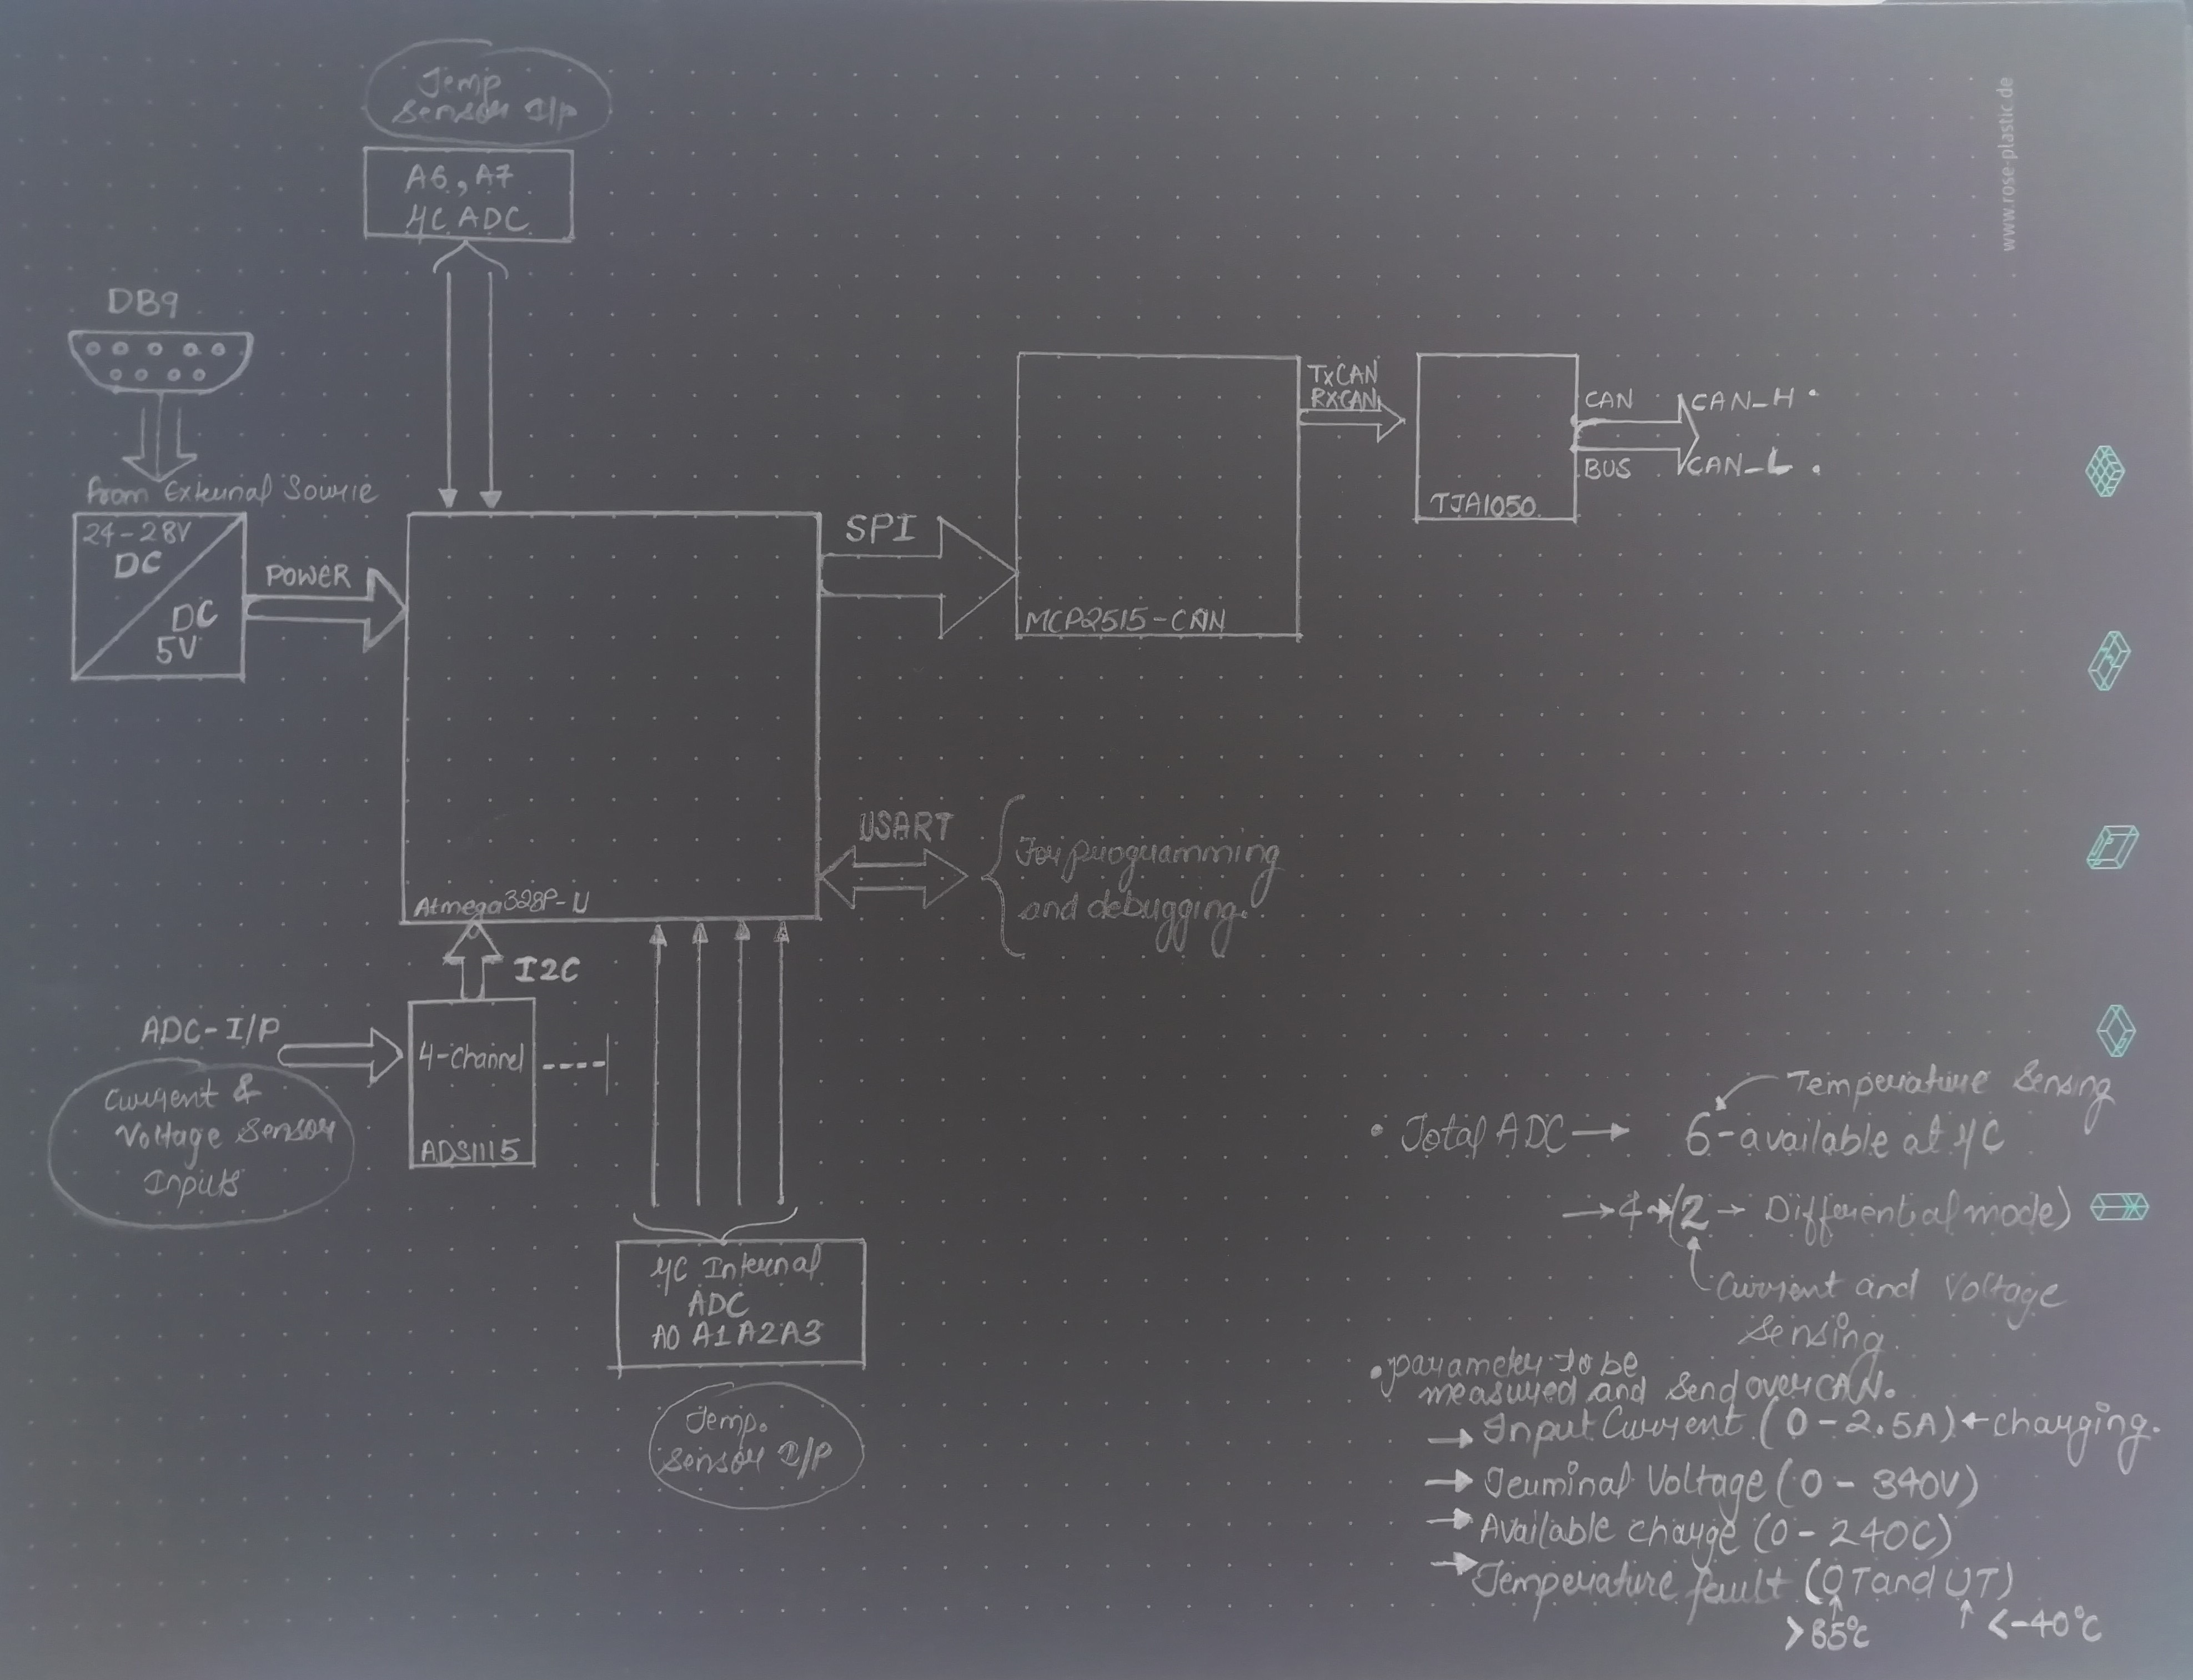 Temp
Sensor I/p
A6, A7
µC ADC
www.rose-plastic.de
DB9
from External Source
24-28V
DC
DC
5V
POWER
SPI
MCP2515-CAN
TxCAN
RXCAN
TJA1050
CAN
BUS
CAN_H
CAN_L
Atmega328P-U
USART
For programming
and debugging.
I2C
ADC-I/P
4-Channel
ADS1115
Current &
Voltage Sensor
Inputs
µC Internal
ADC
A0 A1 A2 A3
Temp.
Sensor I/P
Temperature Sensing
• Total ADC → 6-available at µC
→ 4 → (2 → Differential mode)
Current and Voltage
Sensing.
• parameter to be
measured and Send over CAN.
→ Input Current (0-2.5A) ← charging.
→ Terminal Voltage (0-340V)
→ Available charge (0-240C)
→ Temperature fault (OT and UT)
>85°c
<-40°c